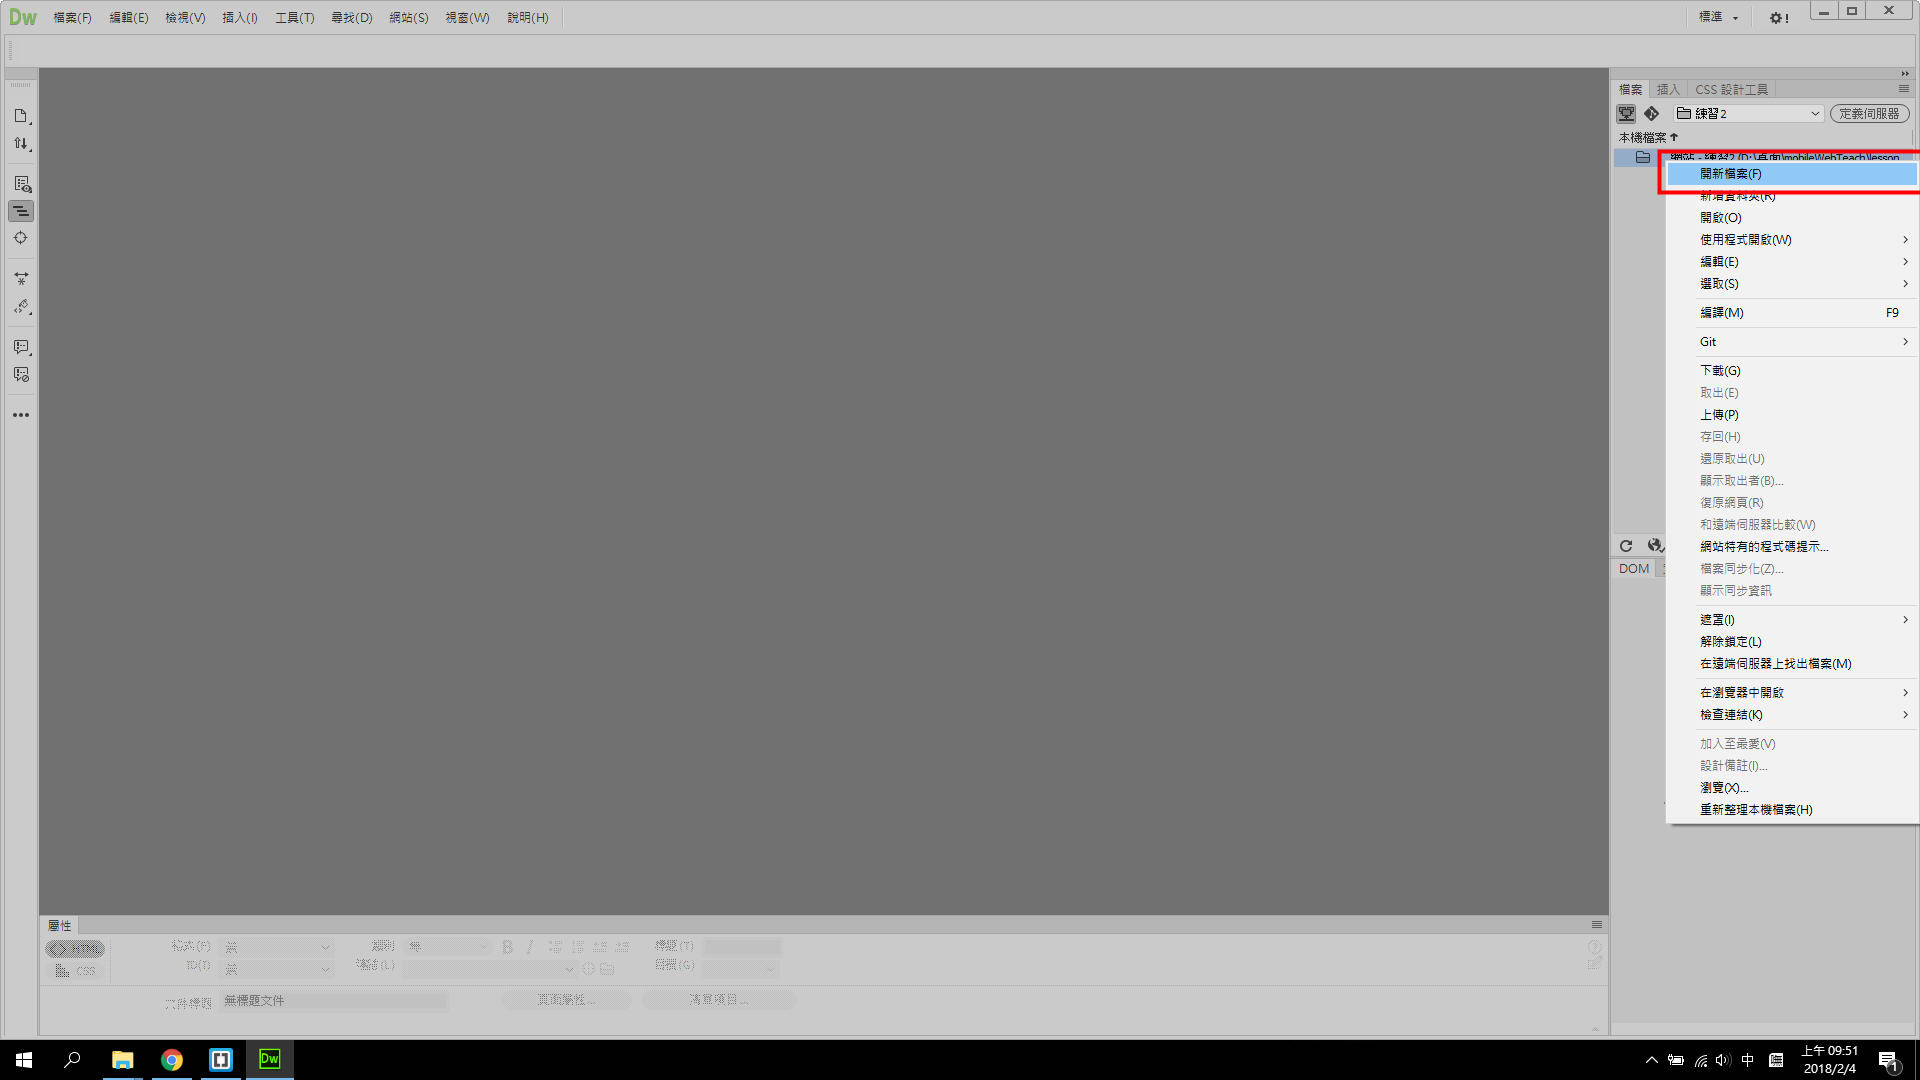 Dw 檔案(F) 編輯(E) 檢視(V) 插入(I) 工具(T) 尋找(D) 網站(S) 視窗(W) 說明(H) 標準
檔案 插入 CSS 設計工具
練習2 定義伺服器
本機檔案
網站 - 練習2 (D:\桌面\mobileWebTeach\lesson
開新檔案(F)
新增資料夾(R)
開啟(O)
使用程式開啟(W)
編輯(E)
選取(S)
編譯(M) F9
Git
下載(G)
取出(E)
上傳(P)
存回(H)
還原取出(U)
顯示取出者(B)...
復原網頁(R)
和遠端伺服器比較(W)
網站特有的程式碼提示...
DOM
檔案同步化(Z)...
顯示同步資訊
遮罩(I)
解除鎖定(L)
在遠端伺服器上找出檔案(M)
在瀏覽器中開啟
檢查連結(K)
加入至最愛(V)
設計備註(I)...
瀏覽(X)...
重新整理本機檔案(H)
屬性
HTML 格式(F) 無 類別 無 B I 標題(T)
CSS ID(I) 無 連結(L) 目標(G)
文件標題 無標題文件 頁面屬性... 清單項目...
Dw 中 上午 09:51
2018/2/4 1